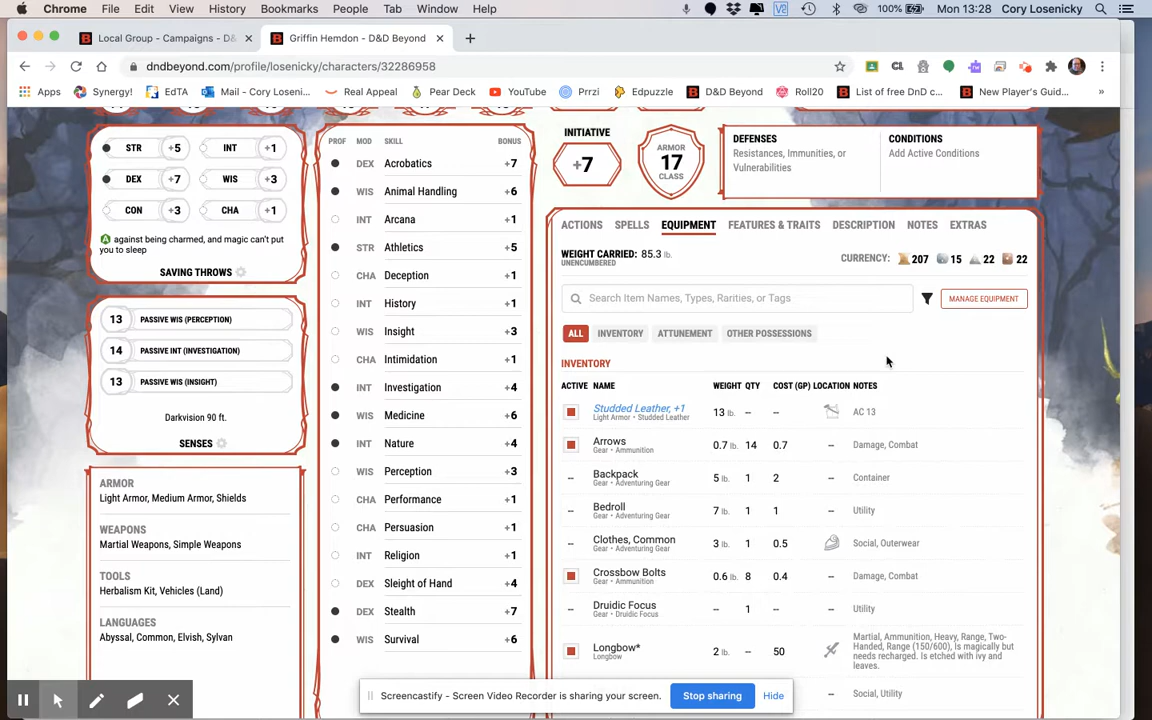 Chrome File Edit View History Bookmarks People Tab Window Help 100% Mon 13:28 Cory Losenicky
Local Group - Campaigns - D& × Griffin Hemdon - D&D Beyond × +
dndbeyond.com/profile/losenicky/characters/32286958
Apps Synergy! EdTA Mail - Cory Loseni... Real Appeal Pear Deck YouTube Prrzi Edpuzzle D&D Beyond Roll20 List of free DnD c... New Player's Guid... »
STR +5 INT +1
DEX +7 WIS +3
CON +3 CHA +1
A against being charmed, and magic can't put
you to sleep
SAVING THROWS
13 PASSIVE WIS (PERCEPTION)
14 PASSIVE INT (INVESTIGATION)
13 PASSIVE WIS (INSIGHT)
Darkvision 90 ft.
SENSES
ARMOR
Light Armor, Medium Armor, Shields
WEAPONS
Martial Weapons, Simple Weapons
TOOLS
Herbalism Kit, Vehicles (Land)
LANGUAGES
Abyssal, Common, Elvish, Sylvan
PROF MOD SKILL BONUS
DEX Acrobatics +7
WIS Animal Handling +6
INT Arcana +1
STR Athletics +5
CHA Deception +1
INT History +1
WIS Insight +3
CHA Intimidation +1
INT Investigation +4
WIS Medicine +6
INT Nature +4
WIS Perception +3
CHA Performance +1
CHA Persuasion +1
INT Religion +1
DEX Sleight of Hand +4
DEX Stealth +7
WIS Survival +6
INITIATIVE
+7
ARMOR
17
CLASS
DEFENSES
Resistances, Immunities, or
Vulnerabilities
CONDITIONS
Add Active Conditions
ACTIONS SPELLS EQUIPMENT FEATURES & TRAITS DESCRIPTION NOTES EXTRAS
WEIGHT CARRIED: 85.3 lb.
UNENCUMBERED
CURRENCY: 207 15 22 22
Search Item Names, Types, Rarities, or Tags
MANAGE EQUIPMENT
ALL INVENTORY ATTUNEMENT OTHER POSSESSIONS
INVENTORY
ACTIVE NAME WEIGHT QTY COST (GP) LOCATION NOTES
Studded Leather, +1 13 lb. -- -- AC 13
Light Armor • Studded Leather
Arrows 0.7 lb. 14 0.7 -- Damage, Combat
Gear • Ammunition
-- Backpack 5 lb. 1 2 -- Container
Gear • Adventuring Gear
-- Bedroll 7 lb. 1 1 -- Utility
Gear • Adventuring Gear
-- Clothes, Common 3 lb. 1 0.5 Social, Outerwear
Gear • Adventuring Gear
Crossbow Bolts 0.6 lb. 8 0.4 -- Damage, Combat
Gear • Ammunition
-- Druidic Focus -- 1 -- Utility
Gear • Druidic Focus
Longbow* 2 lb. -- 50 Martial, Ammunition, Heavy, Range, Two-
Longbow Handed, Range (150/600), Is magically but
needs recharged. Is etched with ivy and
leaves.
-- Social, Utility
Screencastify - Screen Video Recorder is sharing your screen. Stop sharing Hide